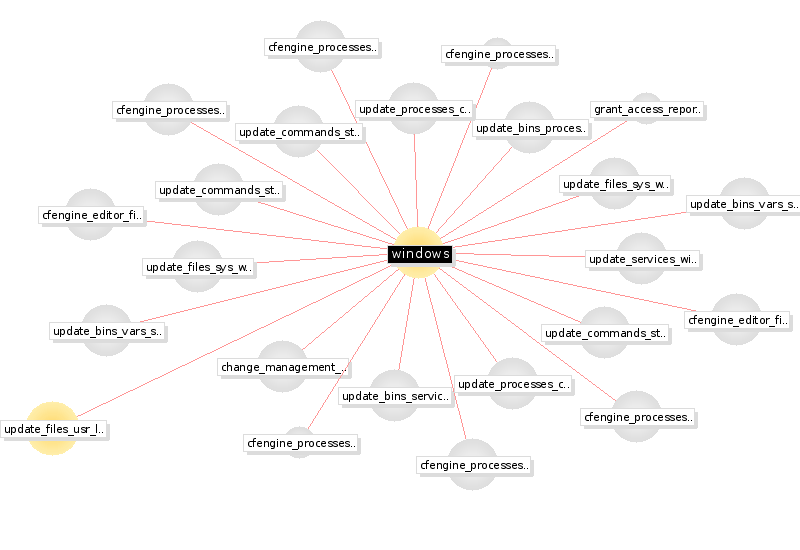 cfengine_processes..
cfengine_processes..
cfengine_processes..
update_processes_c..
grant_access_repor..
update_commands_st..
update_bins_proces..
update_commands_st..
update_files_sys_w..
update_bins_vars_s..
cfengine_editor_fi..
windows
update_files_sys_w..
update_services_wi..
update_bins_vars_s..
cfengine_editor_fi..
update_commands_st..
change_management_..
update_processes_c..
update_bins_servic..
cfengine_processes..
update_files_usr_l..
cfengine_processes..
cfengine_processes..